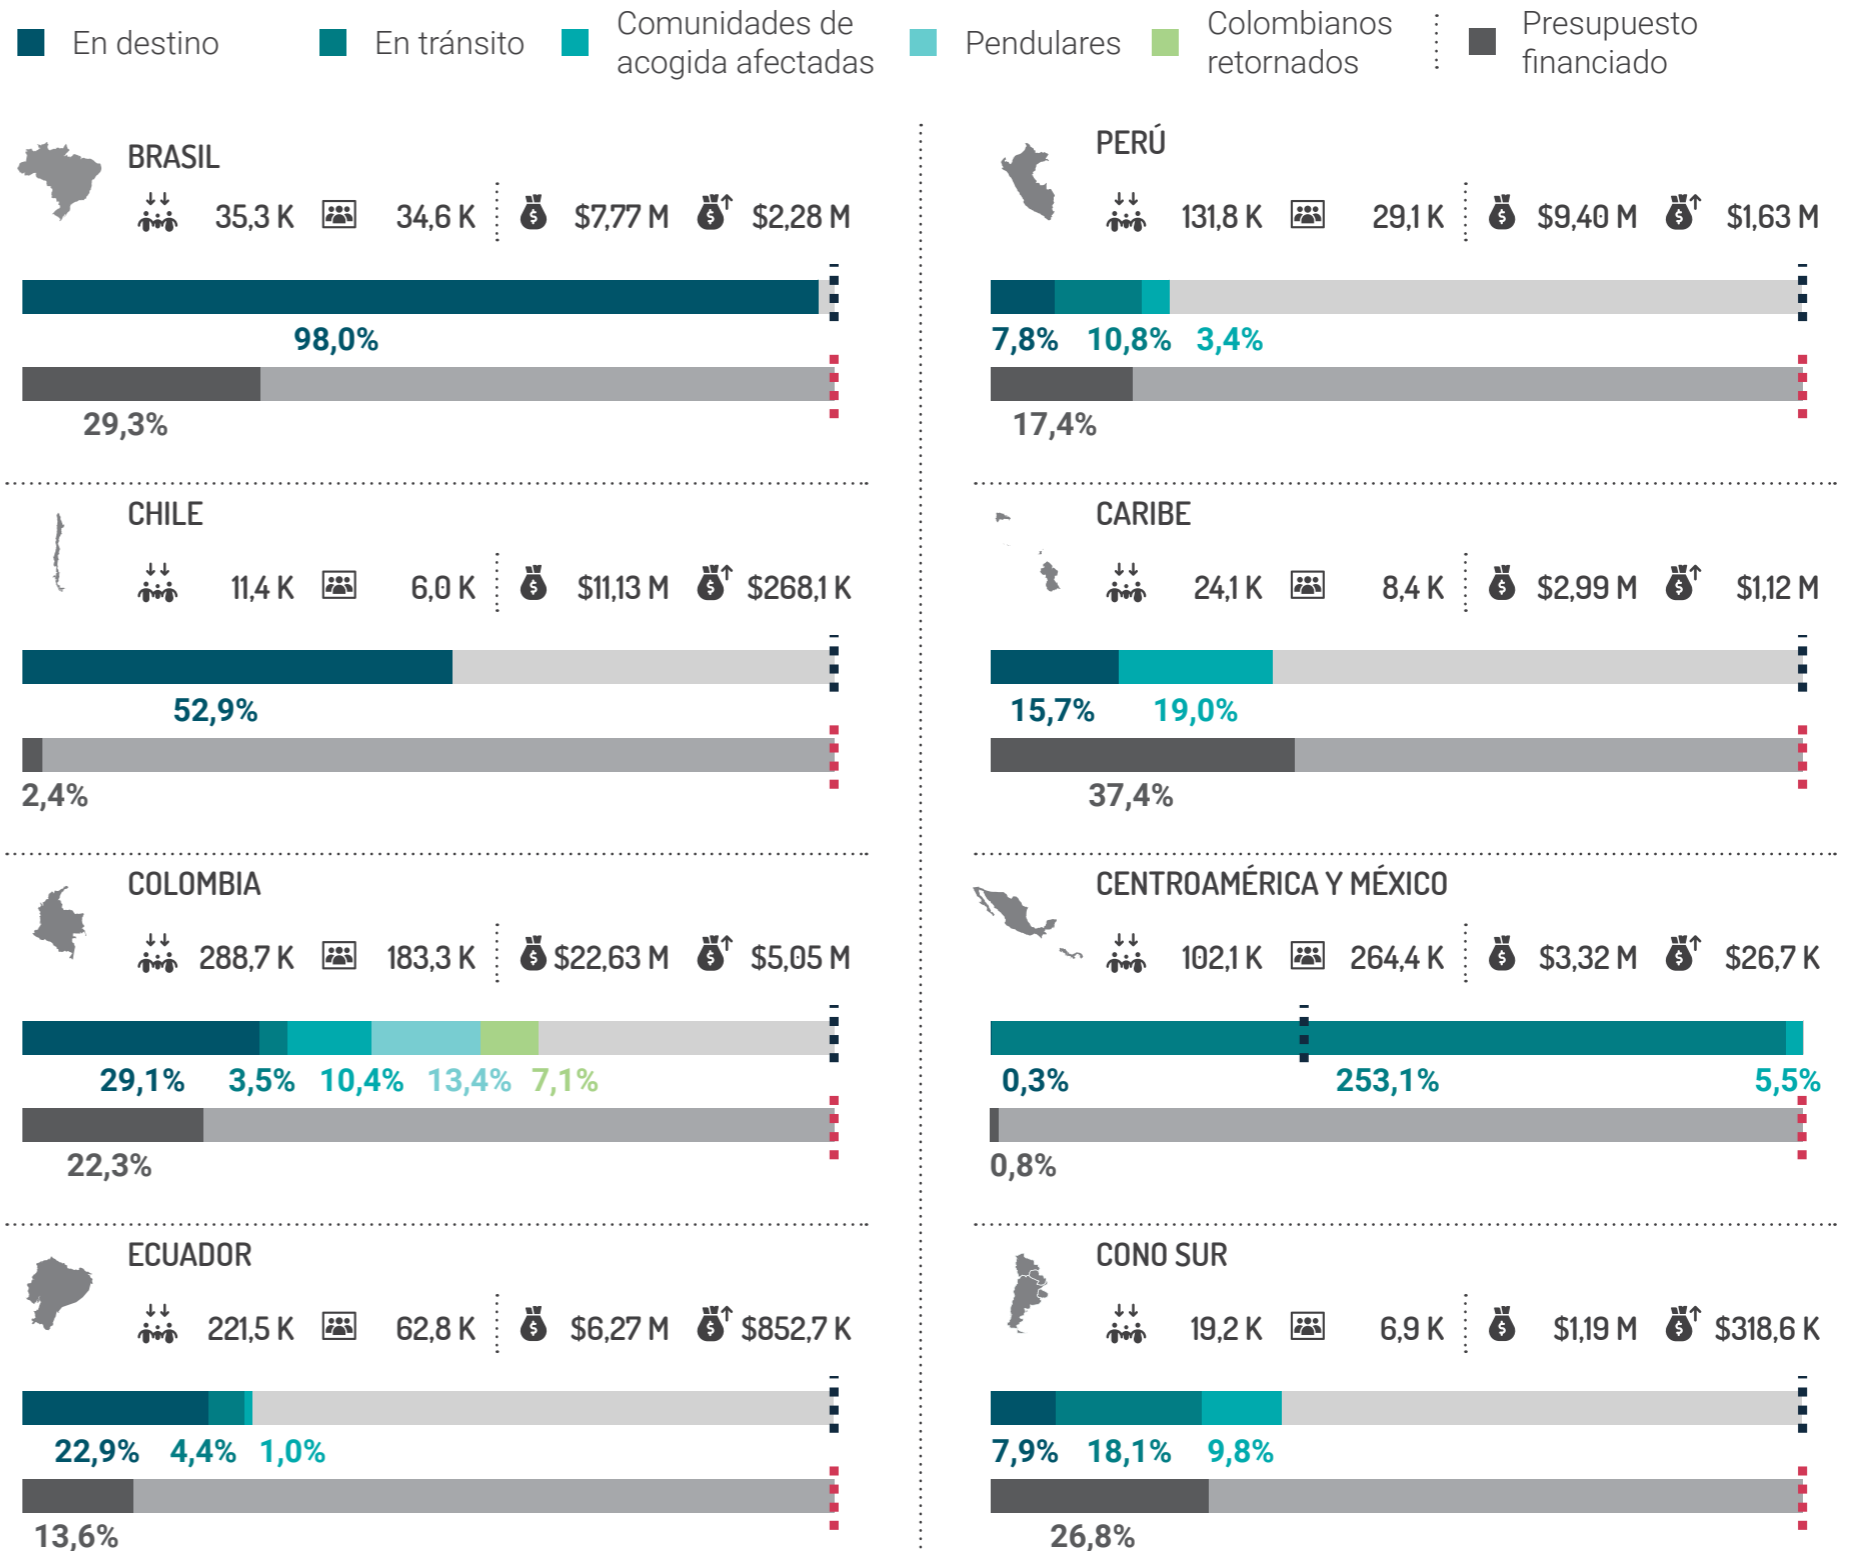 En destino
En tránsito
Comunidades de
acogida afectadas
Pendulares
Colombianos
retornados
Presupuesto
financiado
BRASIL
35,3 K 34,6 K $7,77 M $2,28 M
98,0%
29,3%
CHILE
11,4 K 6,0 K $11,13 M $268,1 K
52,9%
2,4%
COLOMBIA
288,7 K 183,3 K $22,63 M $5,05 M
29,1% 3,5% 10,4% 13,4% 7,1%
22,3%
ECUADOR
221,5 K 62,8 K $6,27 M $852,7 K
22,9% 4,4% 1,0%
13,6%
PERÚ
131,8 K 29,1 K $9,40 M $1,63 M
7,8% 10,8% 3,4%
17,4%
CARIBE
24,1 K 8,4 K $2,99 M $1,12 M
15,7% 19,0%
37,4%
CENTROAMÉRICA Y MÉXICO
102,1 K 264,4 K $3,32 M $26,7 K
0,3% 253,1% 5,5%
0,8%
CONO SUR
19,2 K 6,9 K $1,19 M $318,6 K
7,9% 18,1% 9,8%
26,8%